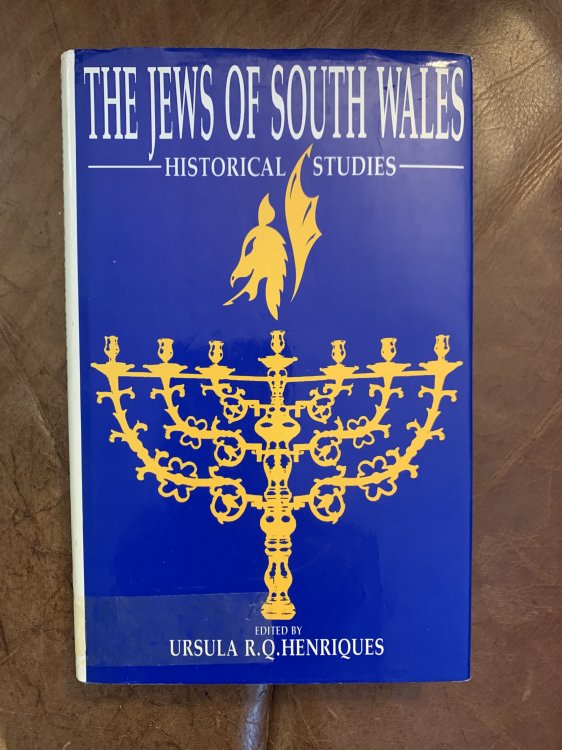 THE JEWS OF SOUTH WALES
HISTORICAL STUDIES
EDITED BY
URSULA R.Q.HENRIQUES